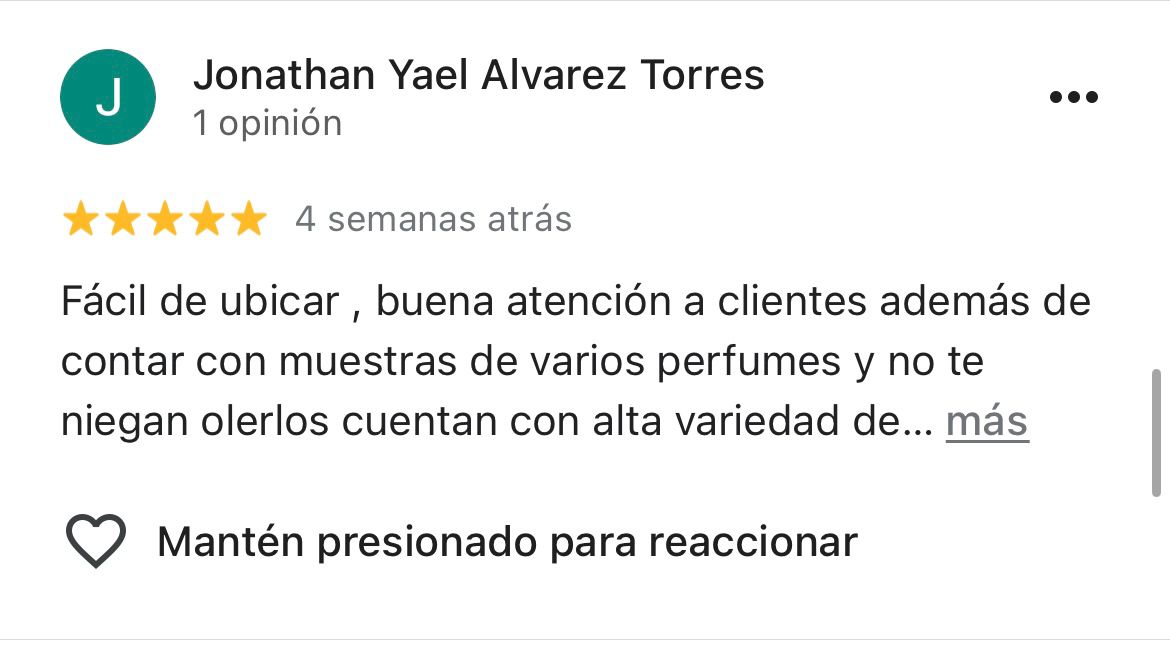 J
Jonathan Yael Alvarez Torres
1 opinión
4 semanas atrás
Fácil de ubicar , buena atención a clientes además de
contar con muestras de varios perfumes y no te
niegan olerlos cuentan con alta variedad de... más
Mantén presionado para reaccionar